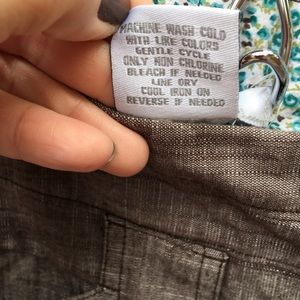 MACHINE WASH COLD
WITH LIKE COLORS
GENTLE CYCLE
ONLY NON CHLORINE
BLEACH IF NEEDED
LINE DRY
COOL IRON ON
REVERSE IF NEEDED